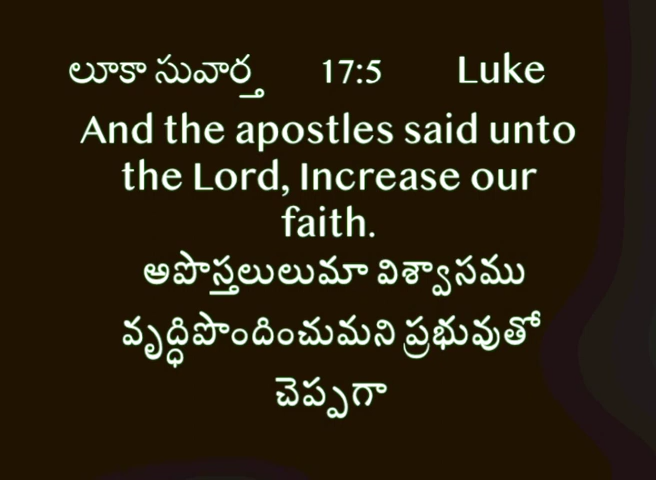 లూకా సువార్త 17:5 Luke
And the apostles said unto
the Lord, Increase our
faith.
అపొస్తలులుమా విశ్వాసము
వృద్ధిపొందించుమని ప్రభువుతో
చెప్పగా